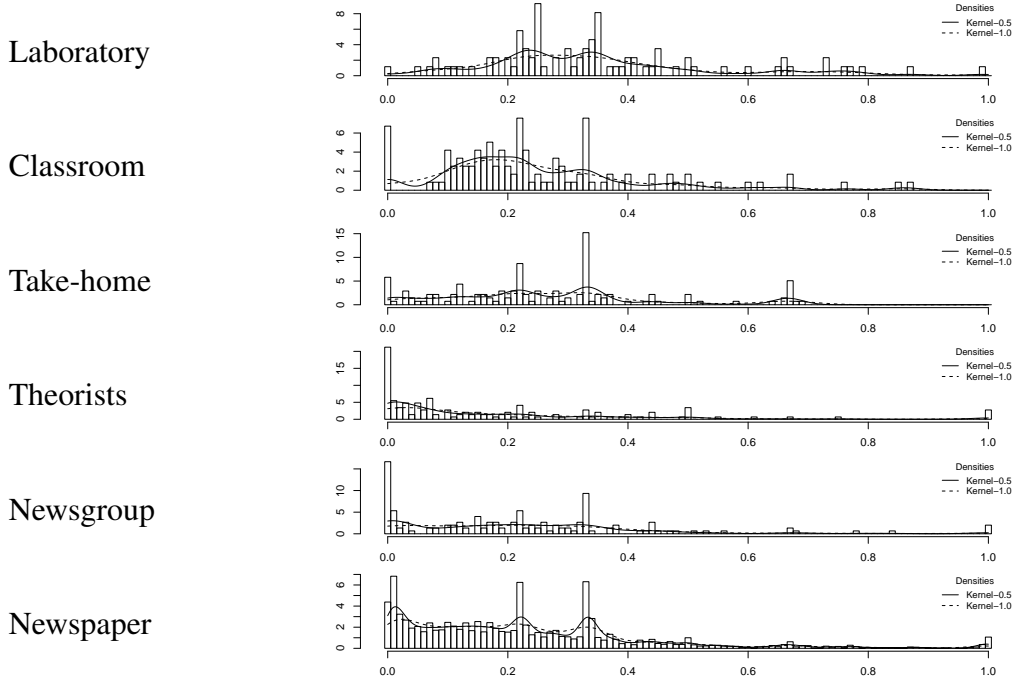 Laboratory
0 4 8
0.0 0.2 0.4 0.6 0.8 1.0
Densities
Kernel−0.5
Kernel−1.0
Classroom
0 2 4 6
0.0 0.2 0.4 0.6 0.8 1.0
Densities
Kernel−0.5
Kernel−1.0
Take-home
0 5 10 15
0.0 0.2 0.4 0.6 0.8 1.0
Densities
Kernel−0.5
Kernel−1.0
Theorists
0 5 15
0.0 0.2 0.4 0.6 0.8 1.0
Densities
Kernel−0.5
Kernel−1.0
Newsgroup
0 5 10
0.0 0.2 0.4 0.6 0.8 1.0
Densities
Kernel−0.5
Kernel−1.0
Newspaper
0 2 4 6
0.0 0.2 0.4 0.6 0.8 1.0
Densities
Kernel−0.5
Kernel−1.0